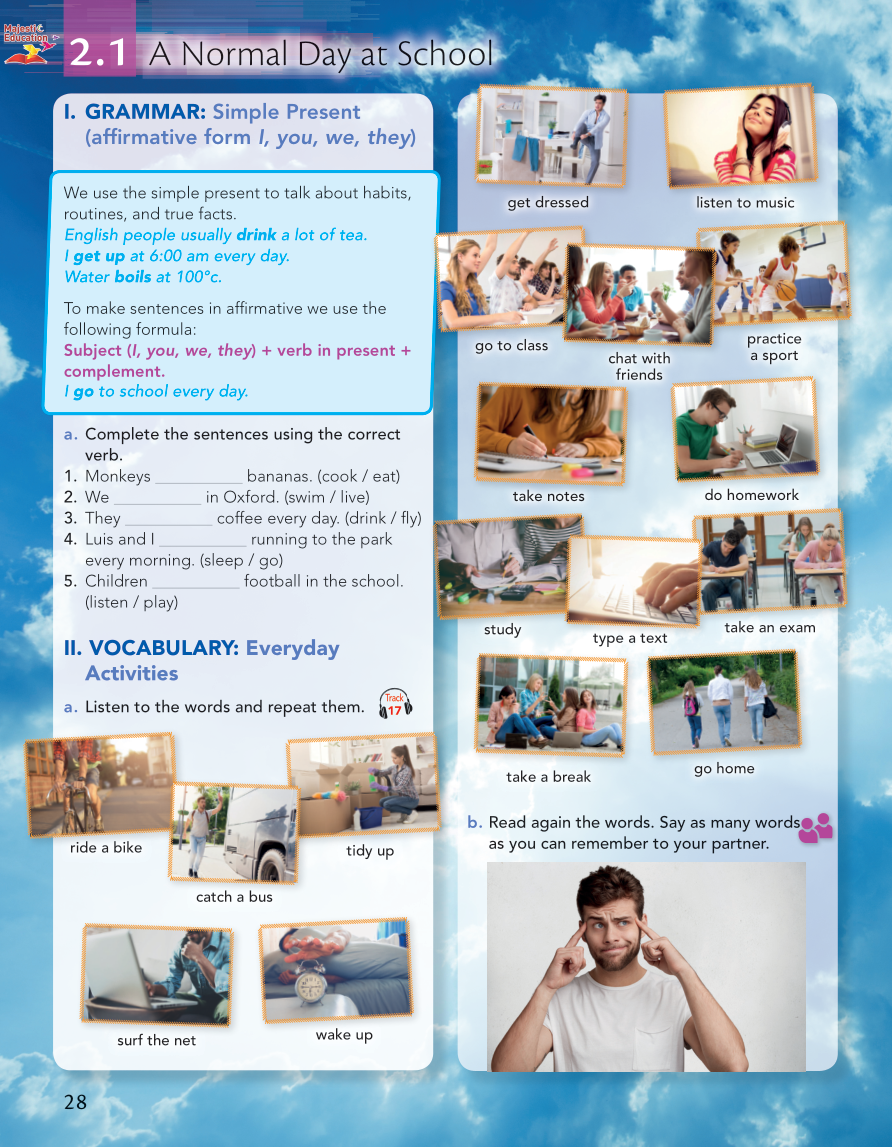 Majestic
Education
2.1 A Normal Day at School
I. GRAMMAR: Simple Present
(affirmative form I, you, we, they)
We use the simple present to talk about habits,
routines, and true facts.
English people usually drink a lot of tea.
I get up at 6:00 am every day.
Water boils at 100°c.
To make sentences in affirmative we use the
following formula:
Subject (I, you, we, they) + verb in present +
complement.
I go to school every day.
a. Complete the sentences using the correct
verb.
1. Monkeys __________ bananas. (cook / eat)
2. We __________ in Oxford. (swim / live)
3. They __________ coffee every day. (drink / fly)
4. Luis and I __________ running to the park
every morning. (sleep / go)
5. Children __________ football in the school.
(listen / play)
II. VOCABULARY: Everyday
Activities
a. Listen to the words and repeat them.
Track
17
ride a bike
catch a bus
tidy up
surf the net
wake up
get dressed
listen to music
go to class
chat with
friends
practice
a sport
take notes
do homework
study
type a text
take an exam
take a break
go home
b. Read again the words. Say as many words
as you can remember to your partner.
28